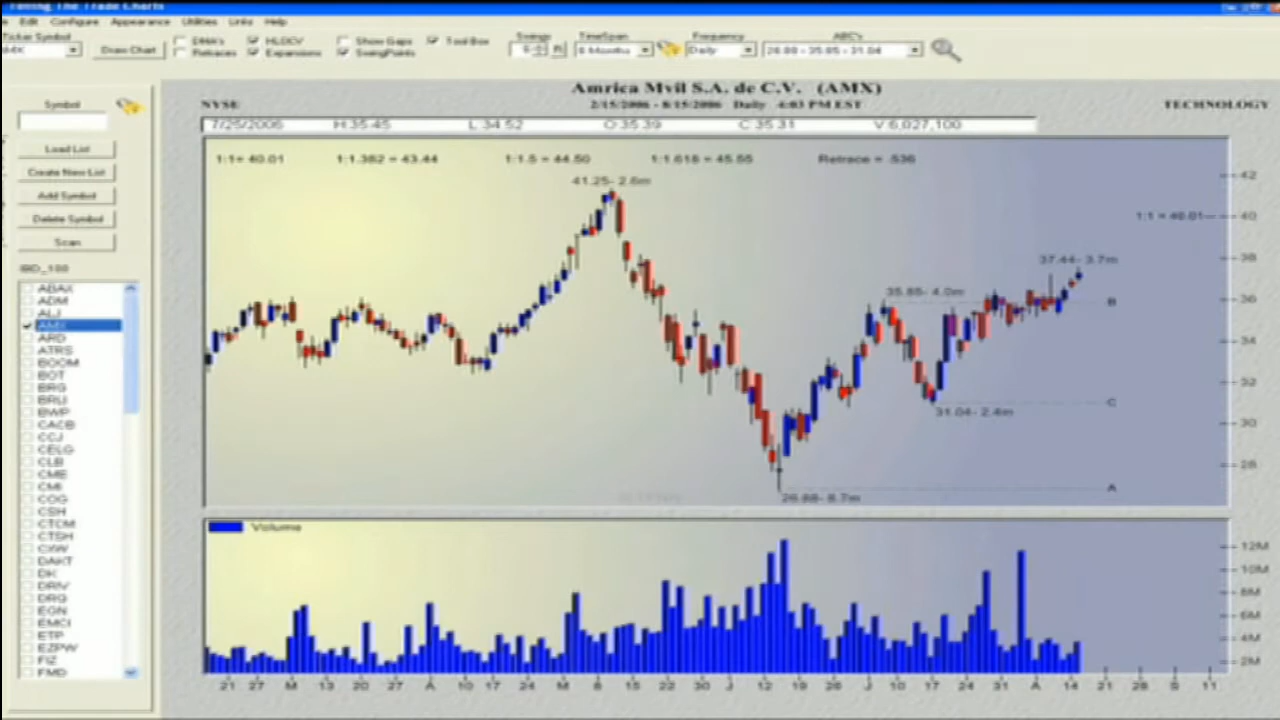 Timing The Trade Charts
Edit Configure Appearance Utilities Links Help
Ticker Symbol
AMX
Draw Chart
DMA's
Retraces
HLOCV
Expansions
Show Gaps
SwingPoints
Tool Box
Swings
TimeSpan
6 Months
Frequency
Daily
ABC's
26.88 - 35.85 - 31.04
Amrica Mvil S.A. de C.V. (AMX)
NYSE
2/15/2006 - 8/15/2006 Daily 4:03 PM EST
TECHNOLOGY
7/25/2006 H:35.45 L:34.52 O:35.39 C:35.31 V:6,027,100
1:1= 40.01 1:1.382 = 43.44 1:1.5 = 44.50 1:1.618 = 45.55 Retrace = .536
41.25- 2.6m
1:1 = 40.01
37.44- 3.7m
35.85- 4.0m
B
C
31.04- 2.4m
A
26.88- 6.7m
42
40
38
36
34
32
30
28
Volume
12M
10M
8M
6M
4M
2M
21 27 M 13 20 27 A 10 17 24 M 8 15 22 30 J 12 19 26 J 10 17 24 31 A 14 21 28 S 11
Symbol
Load List
Create New List
Add Symbol
Delete Symbol
Scan
IBD_100
ABAX
ADM
ALJ
AMX
ARD
ATRS
BOOM
BOT
BRG
BRLI
BWP
CACB
CCJ
CELG
CLB
CME
CMI
COG
CSH
CTCM
CTSH
CXW
DAKT
DK
DRIV
DRQ
EGN
EMCI
ETP
EZPW
FIZ
FMD